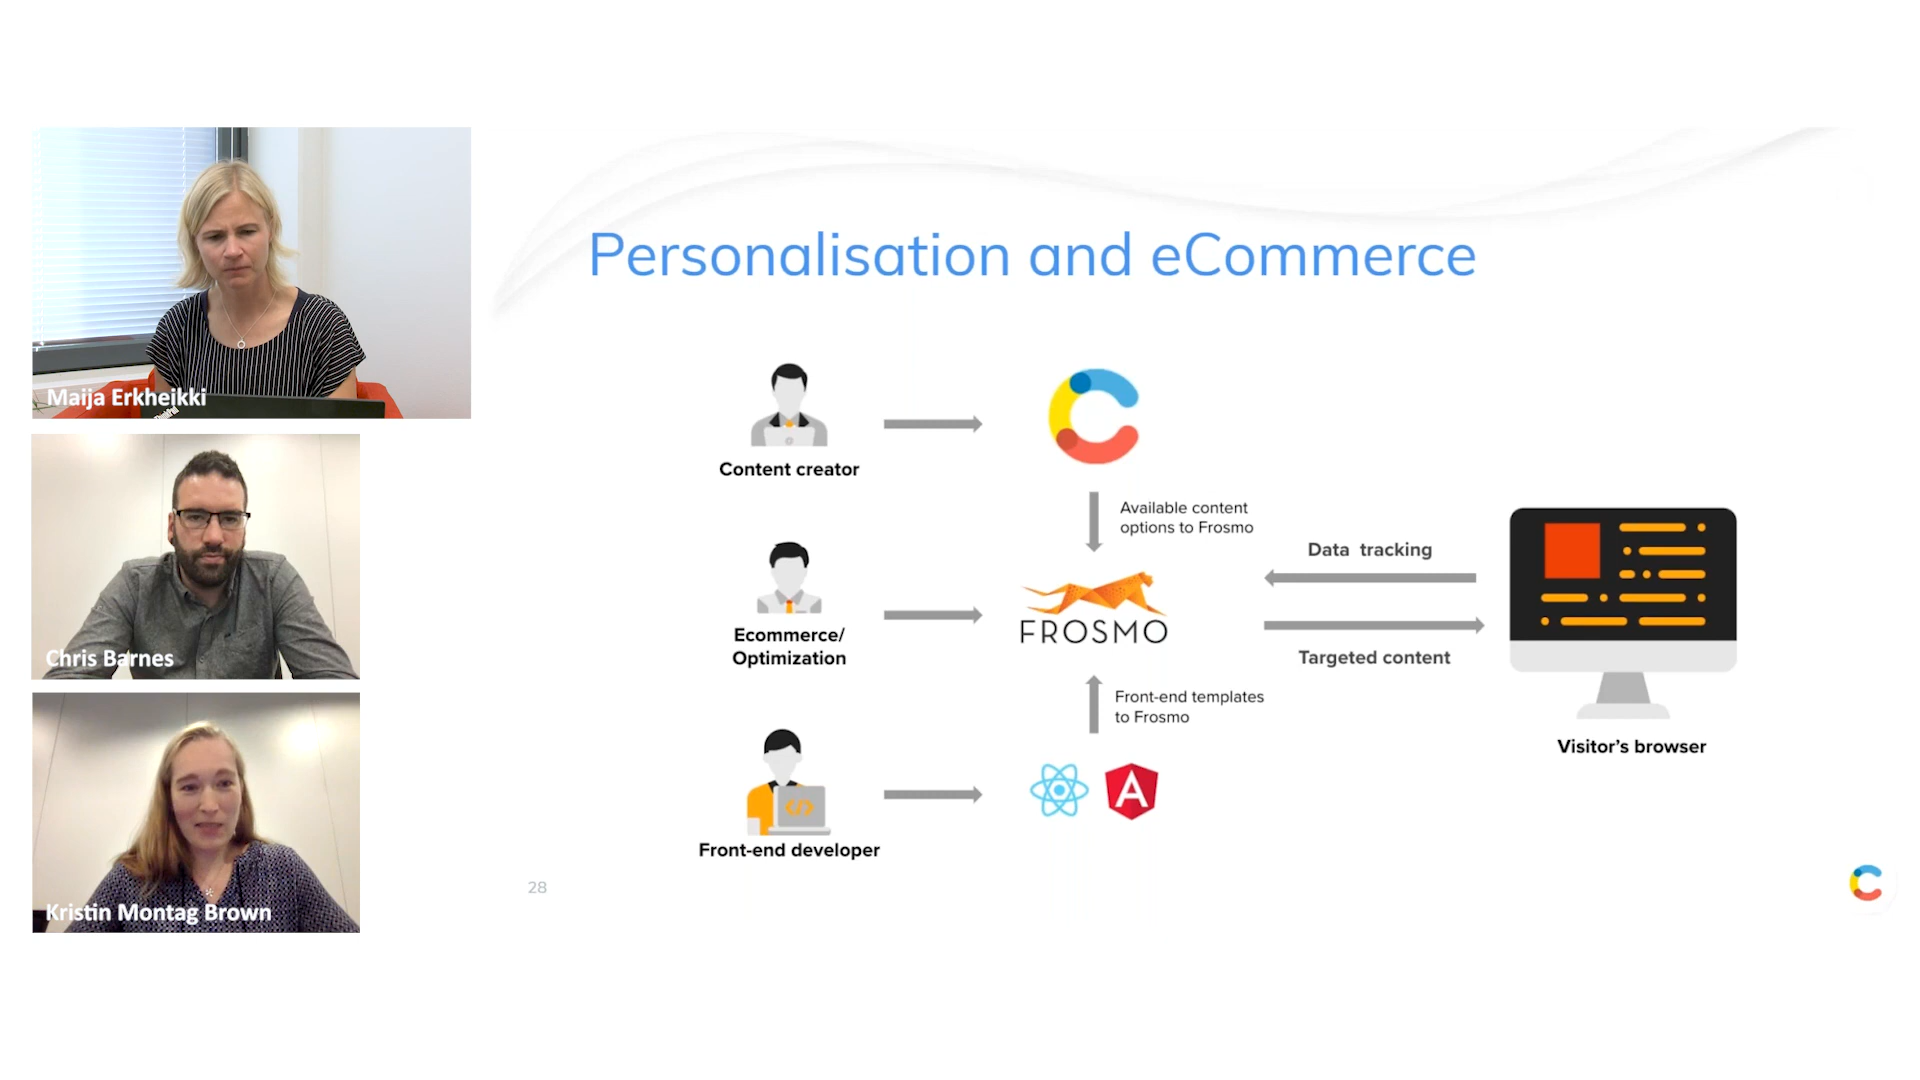 Maija Erkheikki
Chris Barnes
Kristin Montag Brown
Personalisation and eCommerce
Content creator
Available content
options to Frosmo
Ecommerce/
Optimization
FROSMO
Data tracking
Targeted content
Front-end templates
to Frosmo
Front-end developer
Visitor's browser
28